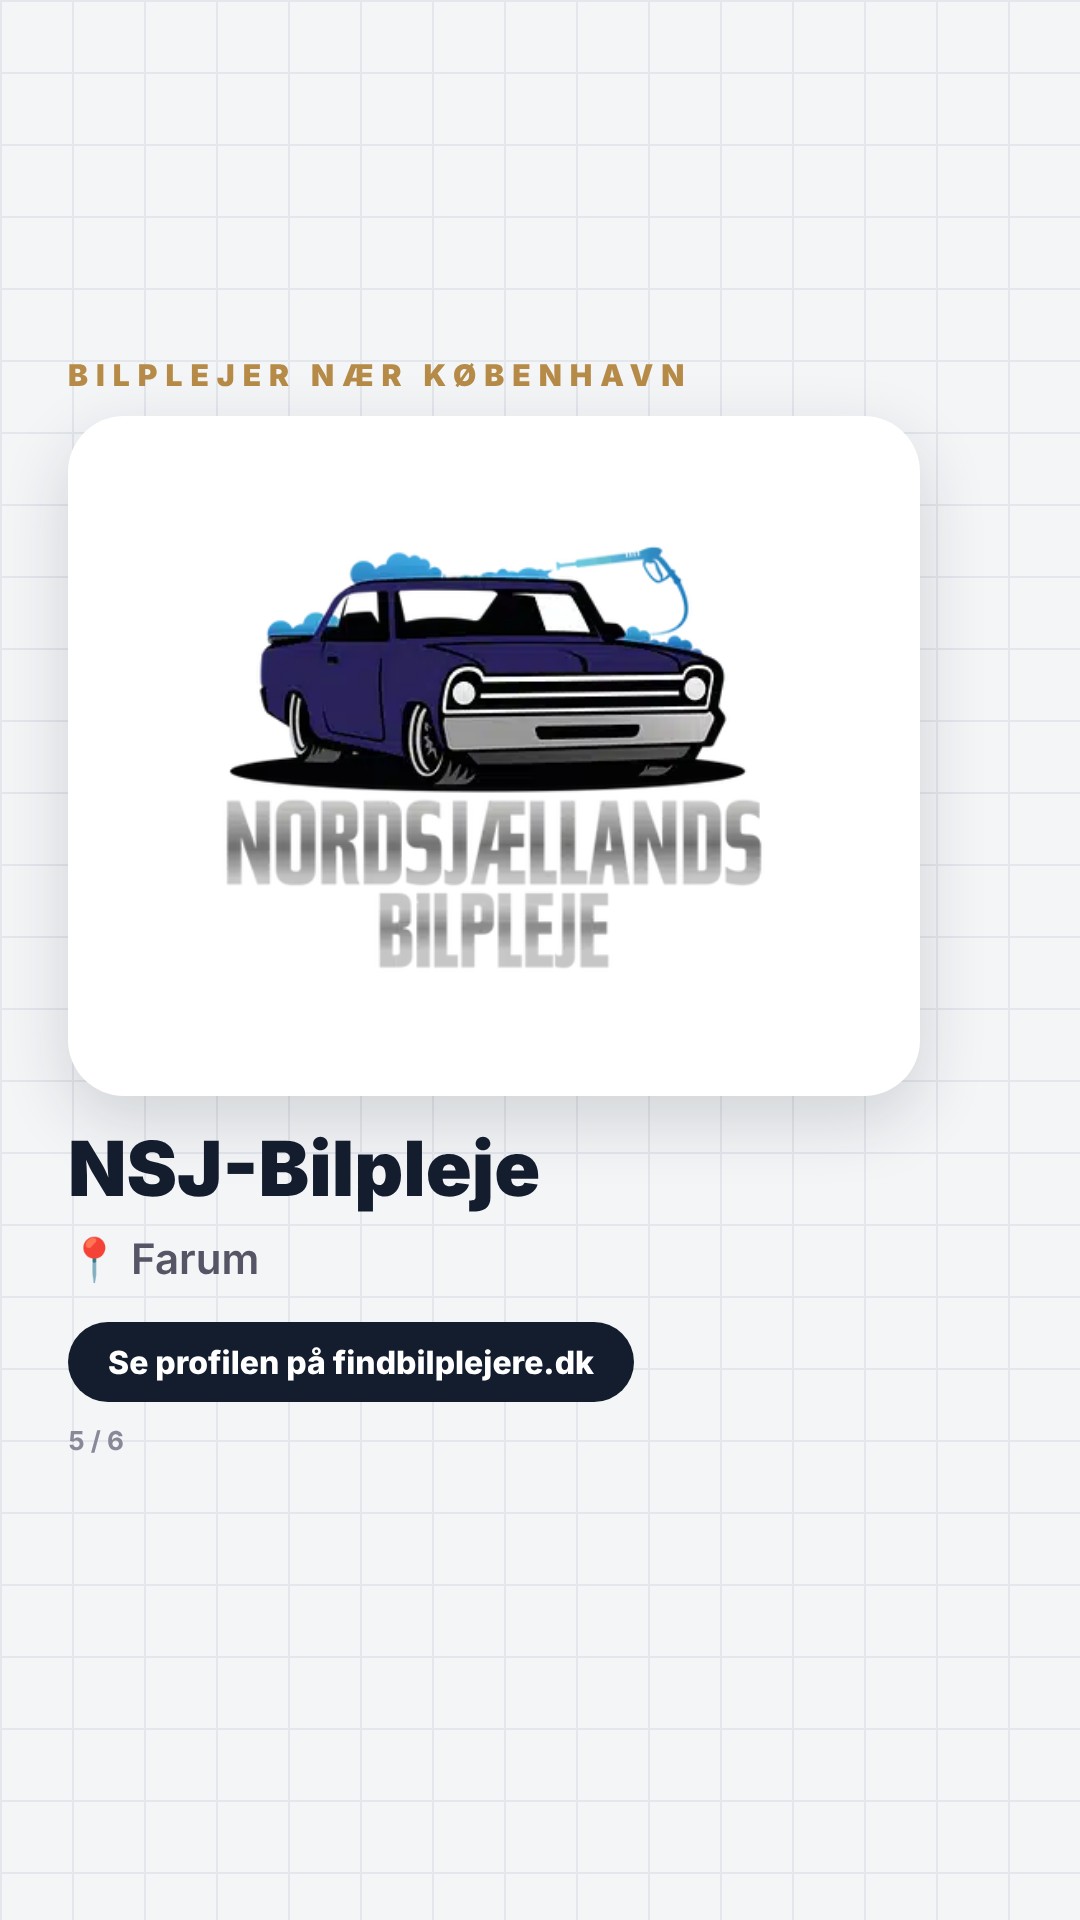 BILPLEJER NÆR KØBENHAVN
NORDSJÆLLANDS
BILPLEJE
NSJ-Bilpleje
📍 Farum
Se profilen på findbilplejere.dk
5 / 6